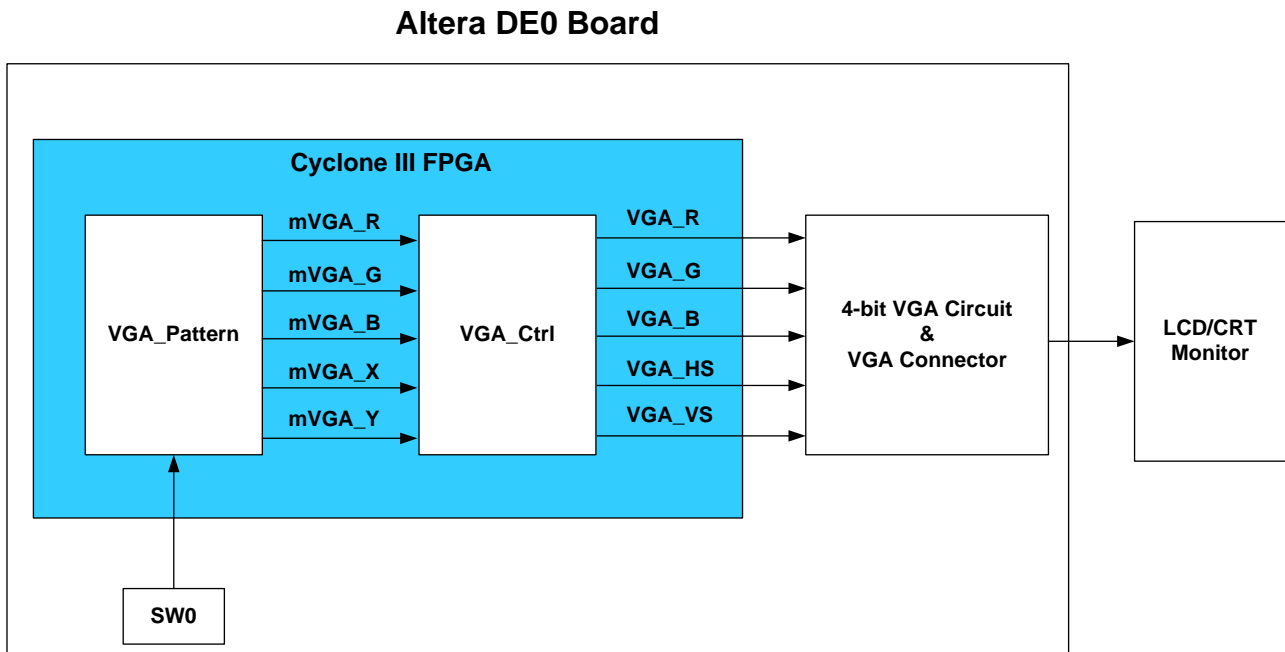 Altera DE0 Board
Cyclone III FPGA
VGA_Pattern
mVGA_R
mVGA_G
mVGA_B
mVGA_X
mVGA_Y
VGA_Ctrl
VGA_R
VGA_G
VGA_B
VGA_HS
VGA_VS
4-bit VGA Circuit
&
VGA Connector
LCD/CRT
Monitor
SW0